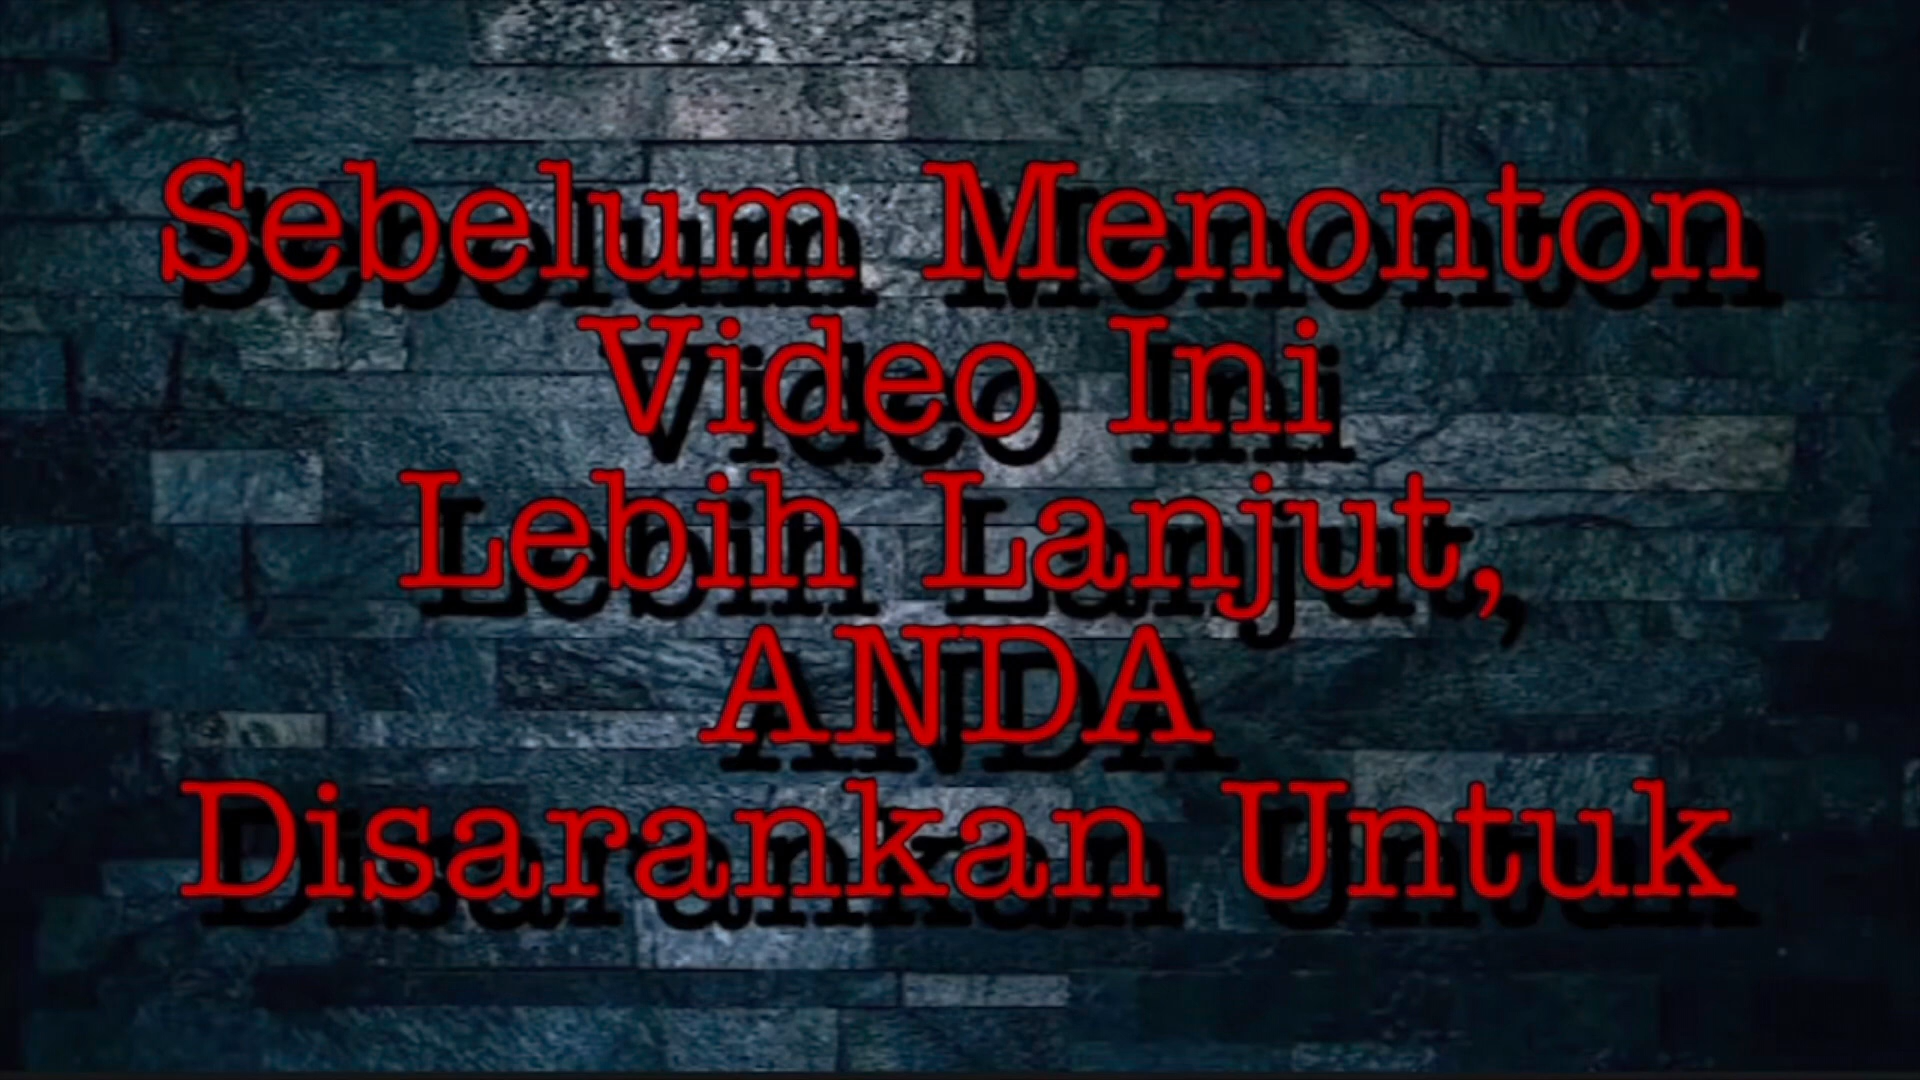 Sebelum Menonton
Video Ini
Lebih Lanjut,
ANDA
Disarankan Untuk